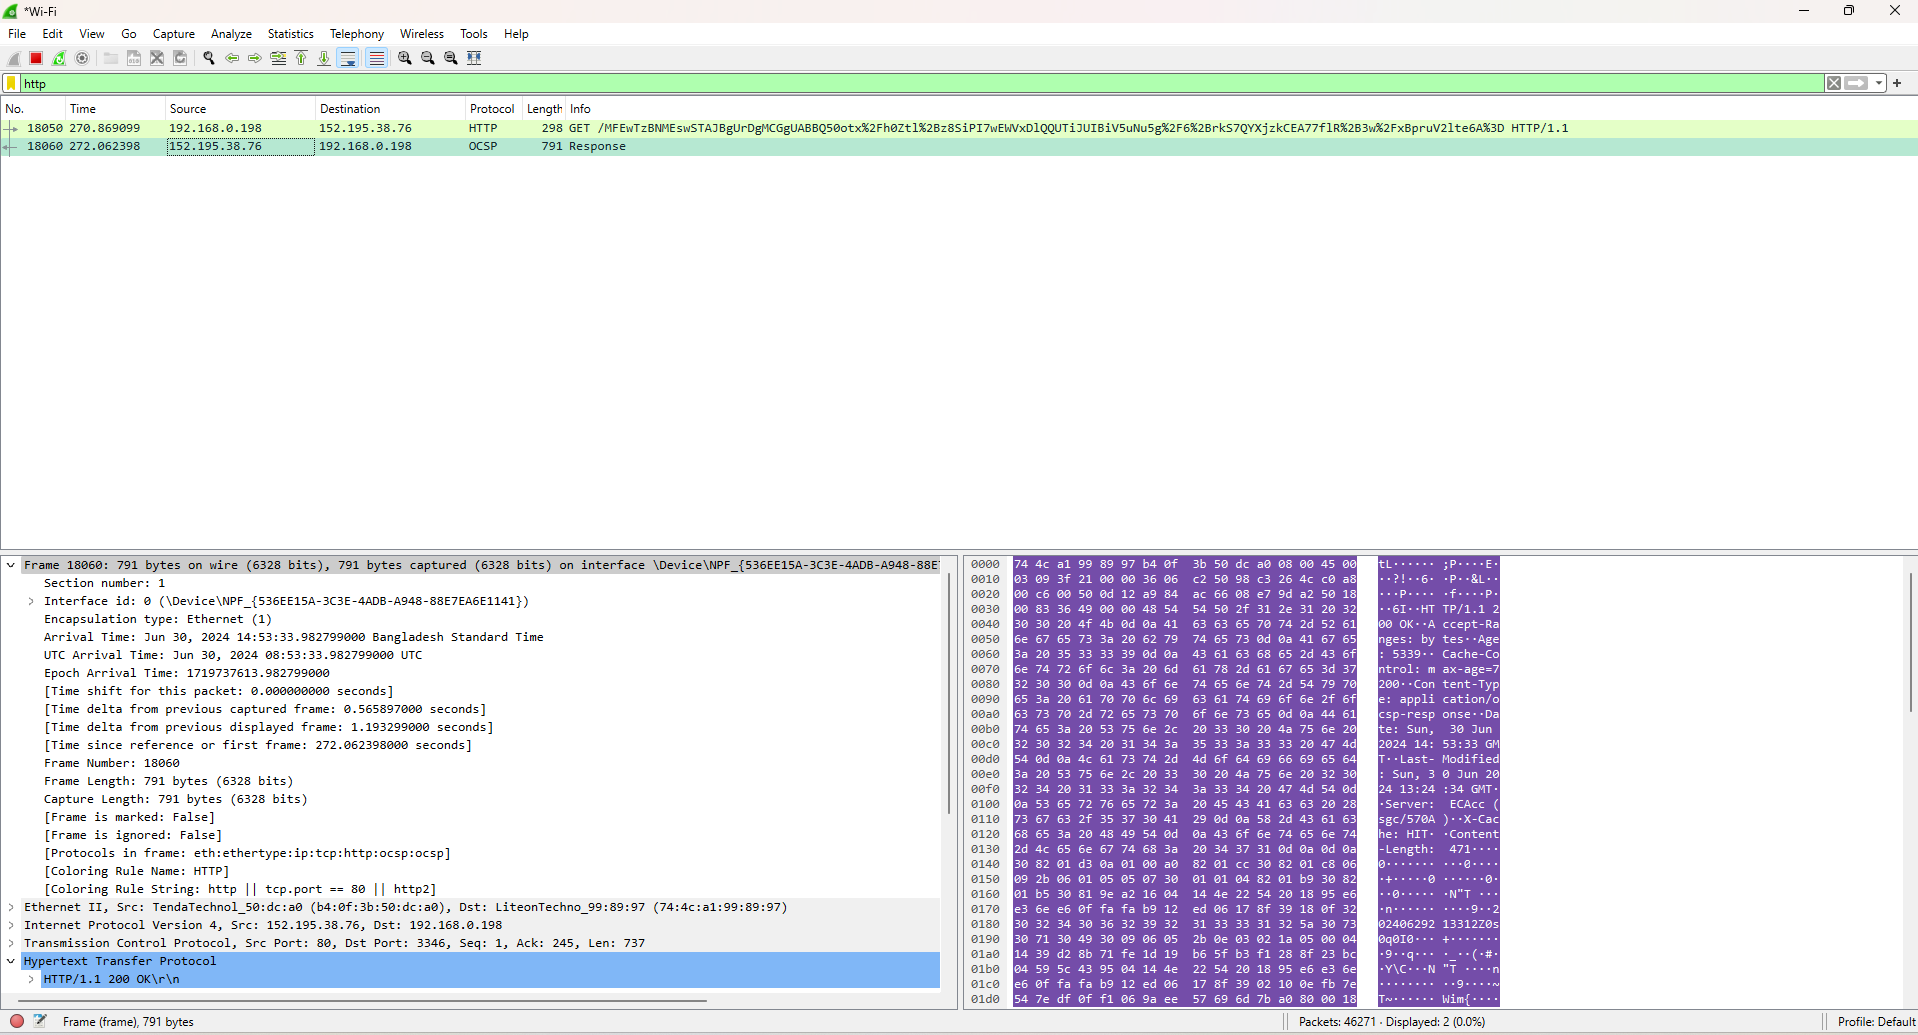 *Wi-Fi
File Edit View Go Capture Analyze Statistics Telephony Wireless Tools Help
http
No. Time Source Destination Protocol Length Info
18050 270.869099 192.168.0.198 152.195.38.76 HTTP 298 GET /MFEwTzBNMEswSTAJBgUrDgMCGgUABBQ50otx%2Fh0Ztl%2Bz8SiPI7wEWVxDlQQUTiJUIBiV5uNu5g%2F6%2BrkS7QYXjzkCEA77flR%2B3w%2FxBpruV2lte6A%3D HTTP/1.1
18060 272.062398 152.195.38.76 192.168.0.198 OCSP 791 Response
Frame 18060: 791 bytes on wire (6328 bits), 791 bytes captured (6328 bits) on interface \Device\NPF_{536EE15A-3C3E-4ADB-A948-88E
Section number: 1
Interface id: 0 (\Device\NPF_{536EE15A-3C3E-4ADB-A948-88E7EA6E1141})
Encapsulation type: Ethernet (1)
Arrival Time: Jun 30, 2024 14:53:33.982799000 Bangladesh Standard Time
UTC Arrival Time: Jun 30, 2024 08:53:33.982799000 UTC
Epoch Arrival Time: 1719737613.982799000
[Time shift for this packet: 0.000000000 seconds]
[Time delta from previous captured frame: 0.565897000 seconds]
[Time delta from previous displayed frame: 1.193299000 seconds]
[Time since reference or first frame: 272.062398000 seconds]
Frame Number: 18060
Frame Length: 791 bytes (6328 bits)
Capture Length: 791 bytes (6328 bits)
[Frame is marked: False]
[Frame is ignored: False]
[Protocols in frame: eth:ethertype:ip:tcp:http:ocsp:ocsp]
[Coloring Rule Name: HTTP]
[Coloring Rule String: http || tcp.port == 80 || http2]
Ethernet II, Src: TendaTechnol_50:dc:a0 (b4:0f:3b:50:dc:a0), Dst: LiteonTechno_99:89:97 (74:4c:a1:99:89:97)
Internet Protocol Version 4, Src: 152.195.38.76, Dst: 192.168.0.198
Transmission Control Protocol, Src Port: 80, Dst Port: 3346, Seq: 1, Ack: 245, Len: 737
Hypertext Transfer Protocol
HTTP/1.1 200 OK\r\n
0000 74 4c a1 99 89 97 b4 0f 3b 50 dc a0 08 00 45 00 tL······ ;P····E·
0010 03 09 3f 21 00 00 36 06 c2 50 98 c3 26 4c c0 a8 ··?!··6· ·P··&L··
0020 00 c6 00 50 0d 12 a9 84 ac 66 08 e7 9d a2 50 18 ···P···· ·f····P·
0030 00 83 36 49 00 00 48 54 54 50 2f 31 2e 31 20 32 ··6I··HT TP/1.1 2
0040 30 30 20 4f 4b 0d 0a 41 63 63 65 70 74 2d 52 61 00 OK··A ccept-Ra
0050 6e 67 65 73 3a 20 62 79 74 65 73 0d 0a 41 67 65 nges: by tes··Age
0060 3a 20 35 33 33 39 0d 0a 43 61 63 68 65 2d 43 6f : 5339·· Cache-Co
0070 6e 74 72 6f 6c 3a 20 6d 61 78 2d 61 67 65 3d 37 ntrol: m ax-age=7
0080 32 30 30 0d 0a 43 6f 6e 74 65 6e 74 2d 54 79 70 200··Con tent-Typ
0090 65 3a 20 61 70 70 6c 69 63 61 74 69 6f 6e 2f 6f e: appli cation/o
00a0 63 73 70 2d 72 65 73 70 6f 6e 73 65 0d 0a 44 61 csp-resp onse··Da
00b0 74 65 3a 20 53 75 6e 2c 20 33 30 20 4a 75 6e 20 te: Sun, 30 Jun
00c0 32 30 32 34 20 31 34 3a 35 33 3a 33 33 20 47 4d 2024 14: 53:33 GM
00d0 54 0d 0a 4c 61 73 74 2d 4d 6f 64 69 66 69 65 64 T··Last- Modified
00e0 3a 20 53 75 6e 2c 20 33 30 20 4a 75 6e 20 32 30 : Sun, 3 0 Jun 20
00f0 32 34 20 31 33 3a 32 34 3a 33 34 20 47 4d 54 0d 24 13:24 :34 GMT·
0100 0a 53 65 72 76 65 72 3a 20 45 43 41 63 63 20 28 ·Server: ECAcc (
0110 73 67 63 2f 35 37 30 41 29 0d 0a 58 2d 43 61 63 sgc/570A )··X-Cac
0120 68 65 3a 20 48 49 54 0d 0a 43 6f 6e 74 65 6e 74 he: HIT· ·Content
0130 2d 4c 65 6e 67 74 68 3a 20 34 37 31 0d 0a 0d 0a -Length: 471····
0140 30 82 01 d3 0a 01 00 a0 82 01 cc 30 82 01 c8 06 0······· ···0····
0150 09 2b 06 01 05 05 07 30 01 01 04 82 01 b9 30 82 ·+·····0 ······0·
0160 01 b5 30 81 9e a2 16 04 14 4e 22 54 20 18 95 e6 ··0····· ·N"T ···
0170 e3 6e e6 0f fa fa b9 12 ed 06 17 8f 39 18 0f 32 ·n······ ····9··2
0180 30 32 34 30 36 32 39 32 31 33 33 31 32 5a 30 73 02406292 13312Z0s
0190 30 71 30 49 30 09 06 05 2b 0e 03 02 1a 05 00 04 0q0I0··· +·······
01a0 14 39 d2 8b 71 fe 1d 19 b6 5f b3 f1 28 8f 23 bc ·9··q··· ·_··(·#·
01b0 04 59 5c 43 95 04 14 4e 22 54 20 18 95 e6 e3 6e ·Y\C···N "T ····n
01c0 e6 0f fa fa b9 12 ed 06 17 8f 39 02 10 0e fb 7e ········ ··9····~
01d0 54 7e df 0f f1 06 9a ee 57 69 6d 7b a0 80 00 18 T~······ Wim{····
Frame (frame), 791 bytes
Packets: 46271 · Displayed: 2 (0.0%)
Profile: Default